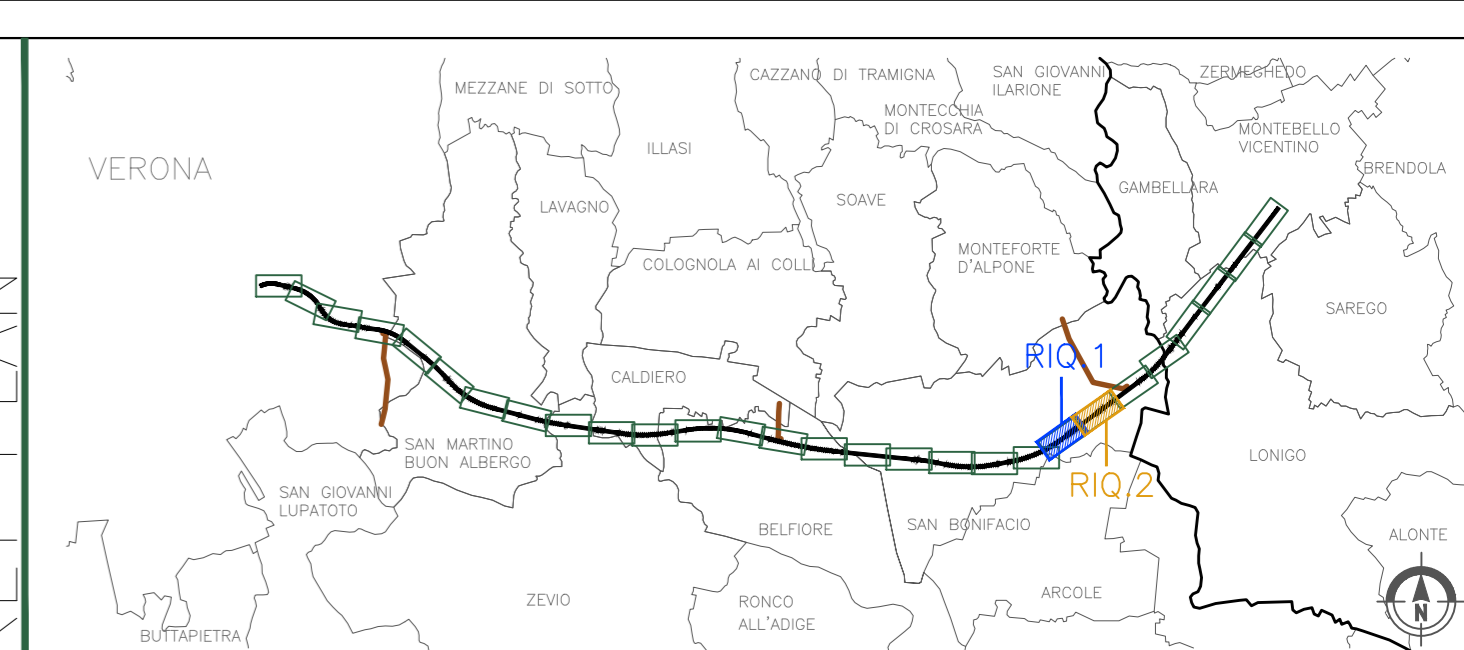 MEZZANE DI SOTTO
CAZZANO DI TRAMIGNA
SAN GIOVANNI
ILARIONE
ZERMEGHEDO
MONTECCHIA
DI CROSARA
MONTEBELLO
VICENTINO
VERONA
ILLASI
BRENDOLA
GAMBELLARA
LAVAGNO
SOAVE
MONTEFORTE
D'ALPONE
COLOGNOLA AI COLLI
SAREGO
RIQ.1
CALDIERO
SAN MARTINO
BUON ALBERGO
LONIGO
RIQ.2
SAN GIOVANNI
LUPATOTO
BELFIORE
SAN BONIFACIO
ALONTE
ZEVIO
RONCO
ALL'ADIGE
ARCOLE
N
BUTTAPIETRA